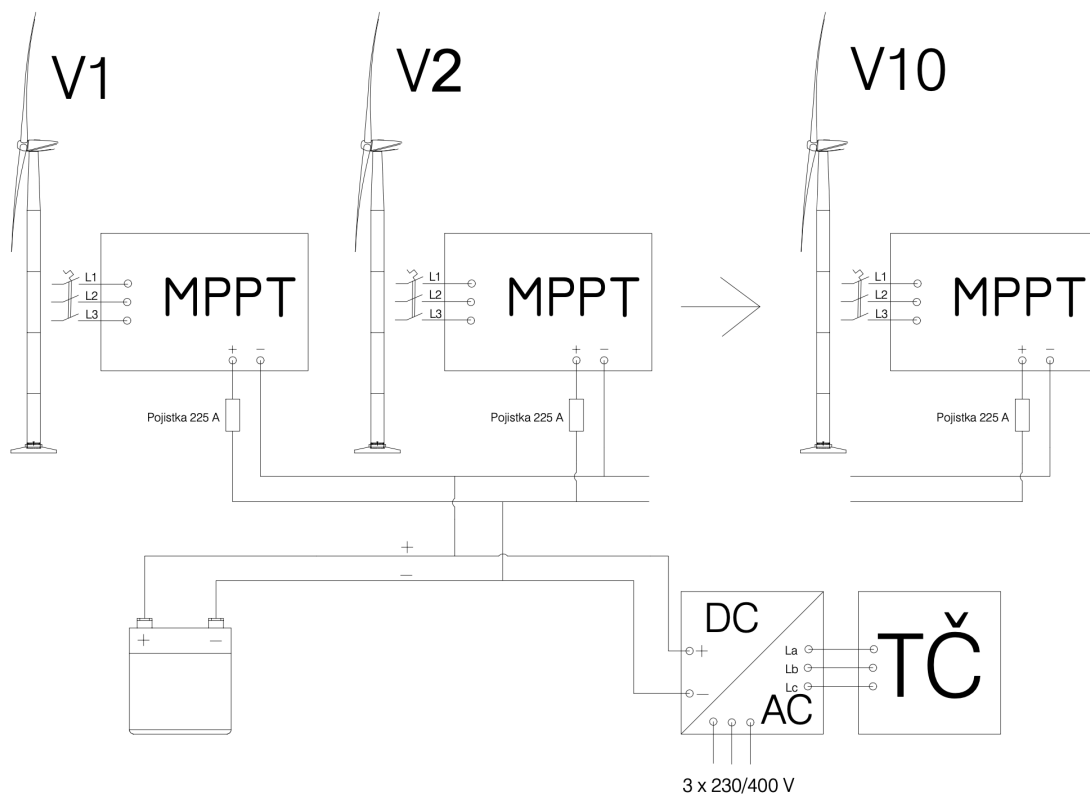 V1
V2
V10
L1
L2
L3
MPPT
+ −
Pojistka 225 A
L1
L2
L3
MPPT
+ −
Pojistka 225 A
L1
L2
L3
MPPT
+ −
Pojistka 225 A
+
−
+ −
DC
+
−
La
Lb
Lc
AC
TČ
3 x 230/400 V